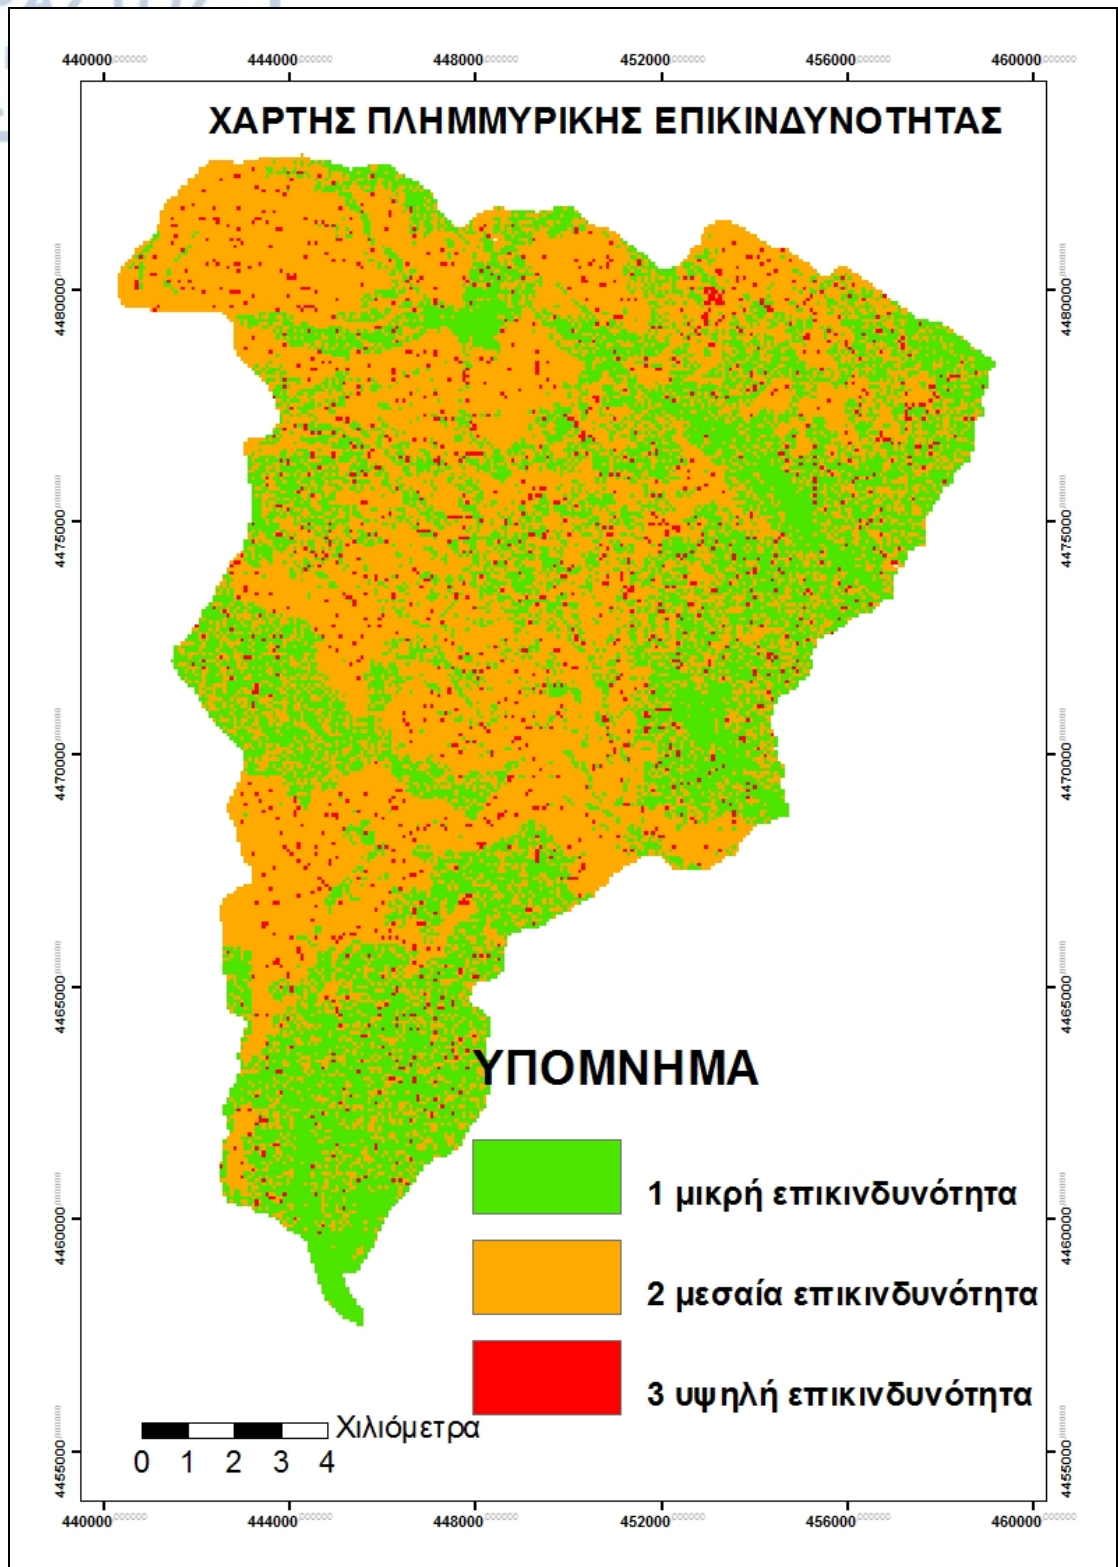 440000 444000 448000 452000 456000 460000
ΧΑΡΤΗΣ ΠΛΗΜΜΥΡΙΚΗΣ ΕΠΙΚΙΝΔΥΝΟΤΗΤΑΣ
4480000 4480000
4475000 4475000
4470000 4470000
4465000 4465000
ΥΠΟΜΝΗΜΑ
1 μικρή επικινδυνότητα
4460000 4460000
2 μεσαία επικινδυνότητα
3 υψηλή επικινδυνότητα
Χιλιόμετρα
0 1 2 3 4
4455000 4455000
440000 444000 448000 452000 456000 460000